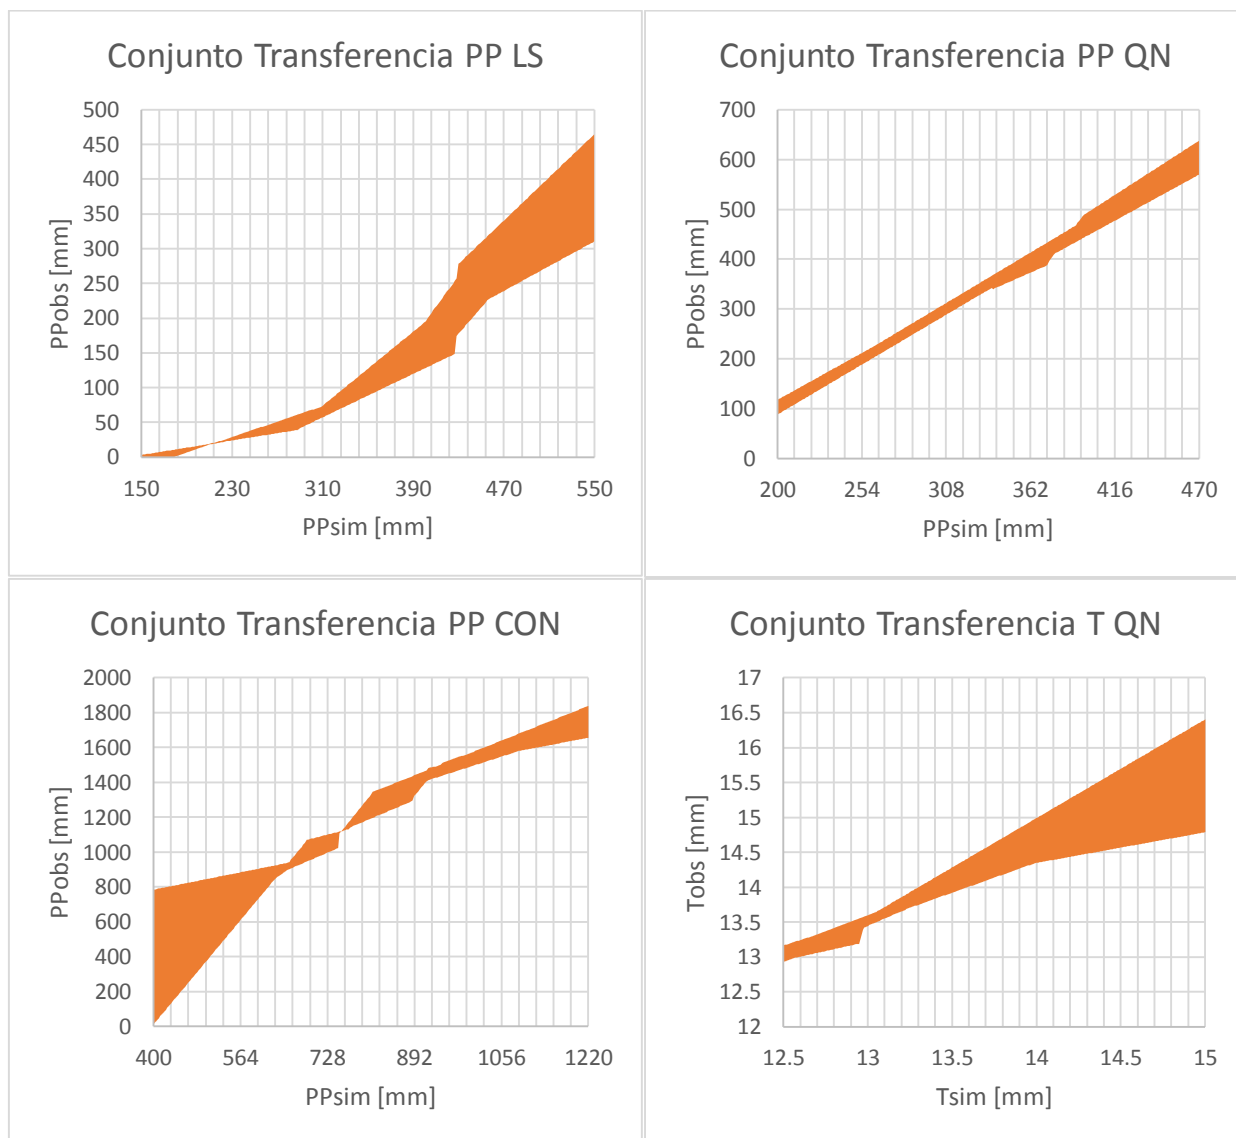 Conjunto Transferencia PP LS
500
450
400
350
300
250
200
150
100
50
0
PPobs [mm]
150 230 310 390 470 550
PPsim [mm]
Conjunto Transferencia PP QN
700
600
500
400
300
200
100
0
PPobs [mm]
200 254 308 362 416 470
PPsim [mm]
Conjunto Transferencia PP CON
2000
1800
1600
1400
1200
1000
800
600
400
200
0
PPobs [mm]
400 564 728 892 1056 1220
PPsim [mm]
Conjunto Transferencia T QN
17
16.5
16
15.5
15
14.5
14
13.5
13
12.5
12
Tobs [mm]
12.5 13 13.5 14 14.5 15
Tsim [mm]